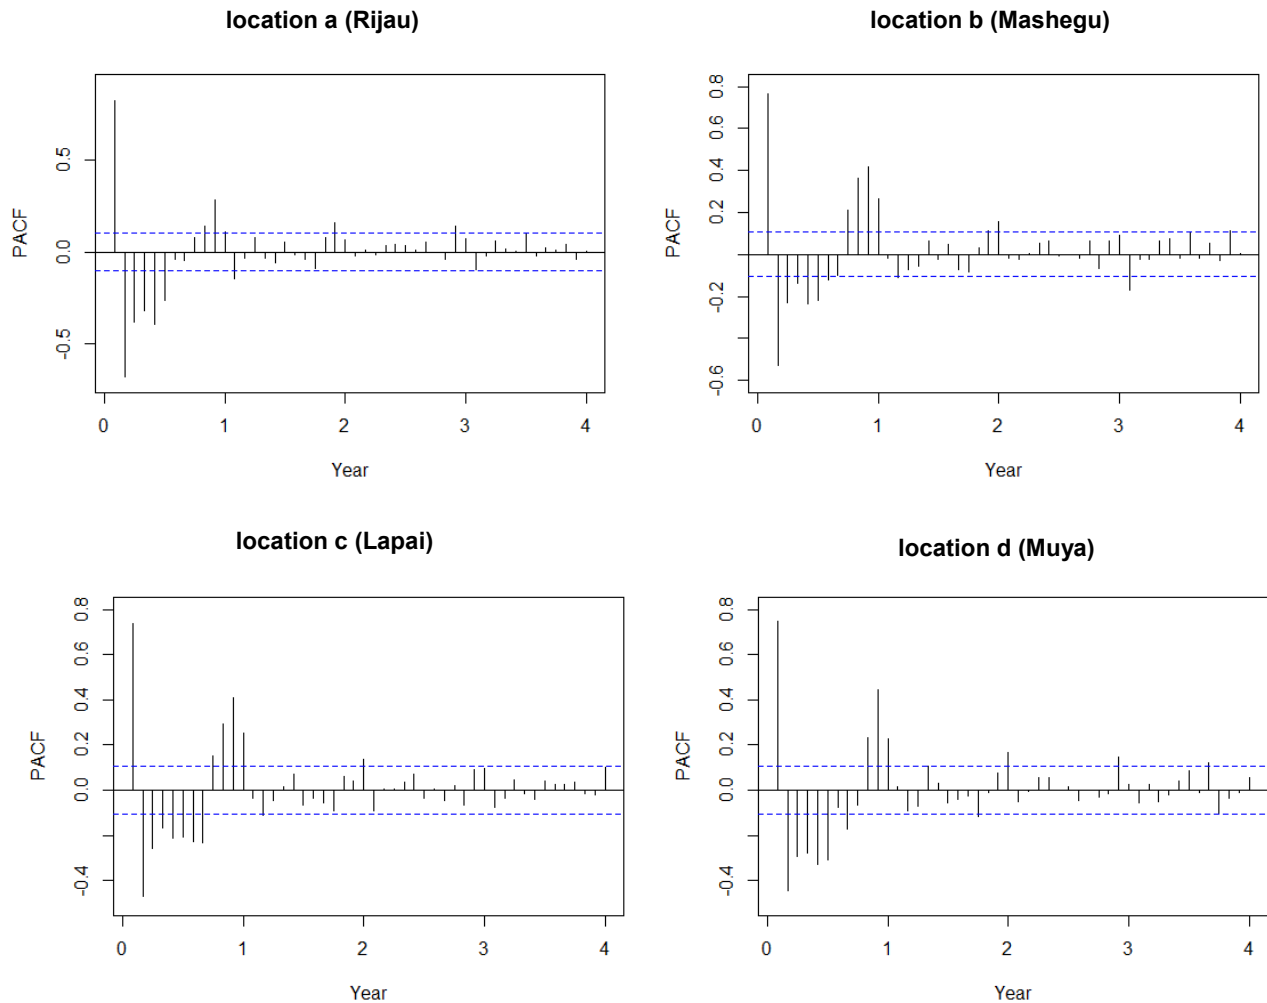 location a (Rijau)
PACF
0.5
0.0
-0.5
0 1 2 3 4
Year
location b (Mashegu)
PACF
0.8
0.6
0.4
0.2
-0.2
-0.6
0 1 2 3 4
Year
location c (Lapai)
PACF
0.8
0.6
0.4
0.2
0.0
-0.4
0 1 2 3 4
Year
location d (Muya)
PACF
0.8
0.6
0.4
0.2
0.0
-0.4
0 1 2 3 4
Year